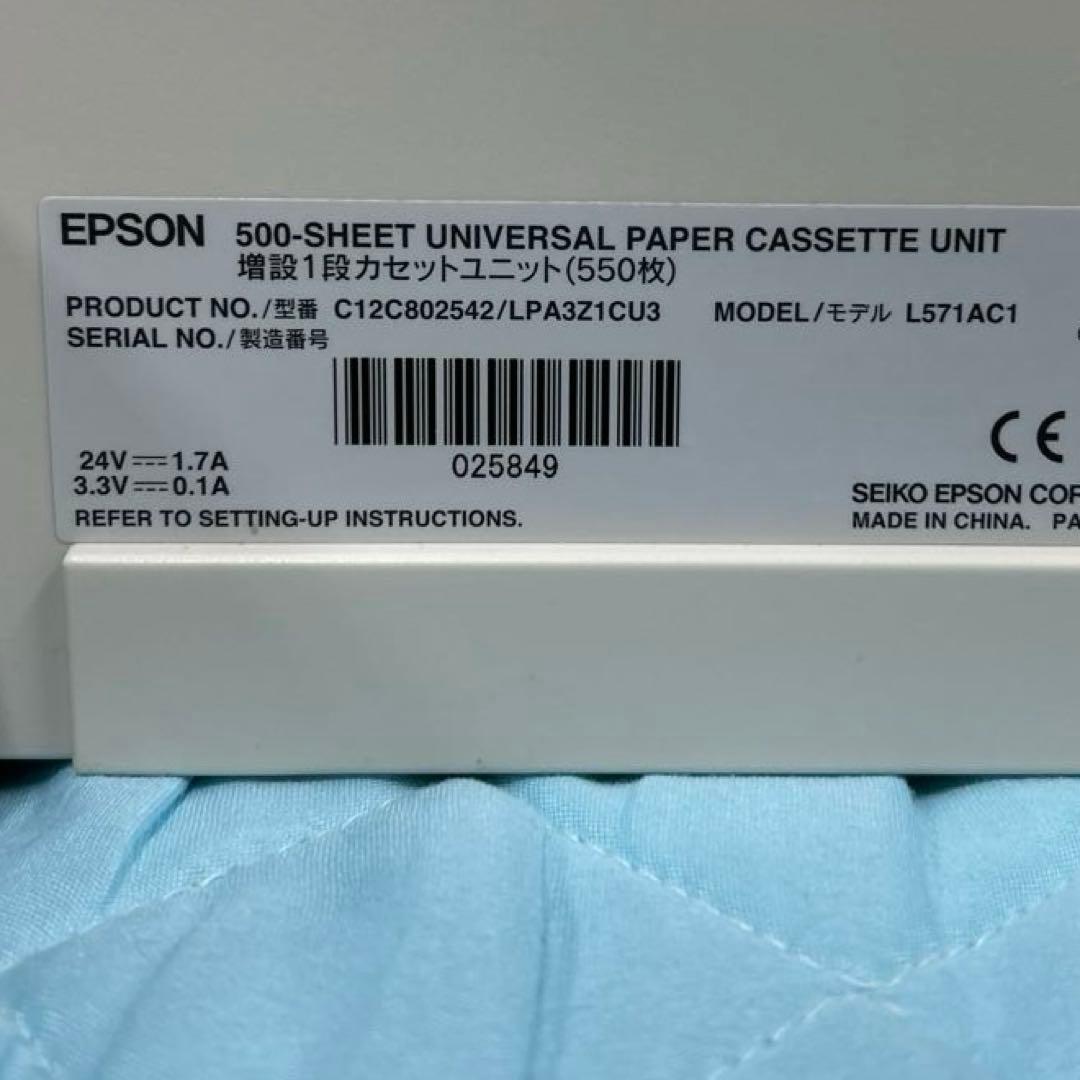 EPSON 500-SHEET UNIVERSAL PAPER CASSETTE UNIT
増設1段カセットユニット(550枚)
PRODUCT NO./型番 C12C802542/LPA3Z1CU3 MODEL/モデル L571AC1
SERIAL NO./製造番号
025849
24V⎓1.7A
3.3V⎓0.1A
CE
REFER TO SETTING-UP INSTRUCTIONS.
SEIKO EPSON
MADE IN CHINA.